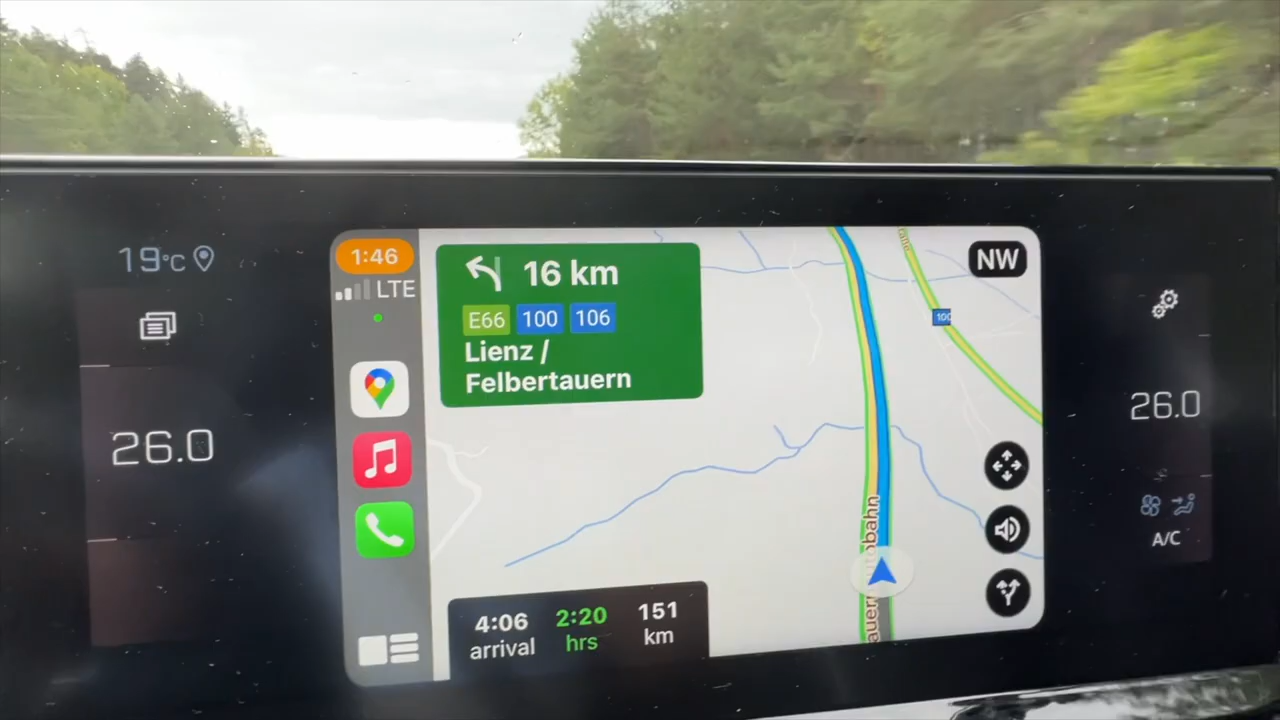 19°C
26.0
1:46
LTE
16 km
E66 100 106
Lienz /
Felbertauern
4:06 2:20 151
arrival hrs km
NW
100
26.0
A/C